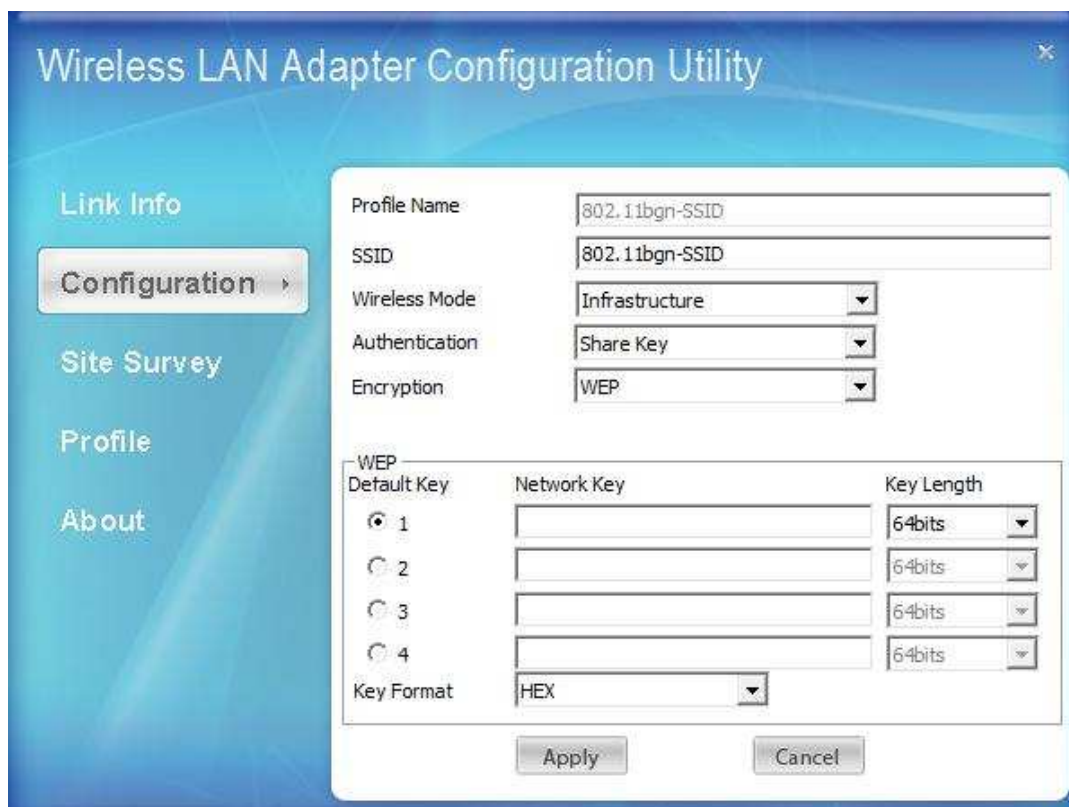 Wireless LAN Adapter Configuration Utility
Link Info
Configuration
Site Survey
Profile
About
Profile Name 802.11bgn-SSID
SSID 802.11bgn-SSID
Wireless Mode Infrastructure
Authentication Share Key
Encryption WEP
WEP
Default Key Network Key Key Length
1 64bits
2 64bits
3 64bits
4 64bits
Key Format HEX
Apply Cancel